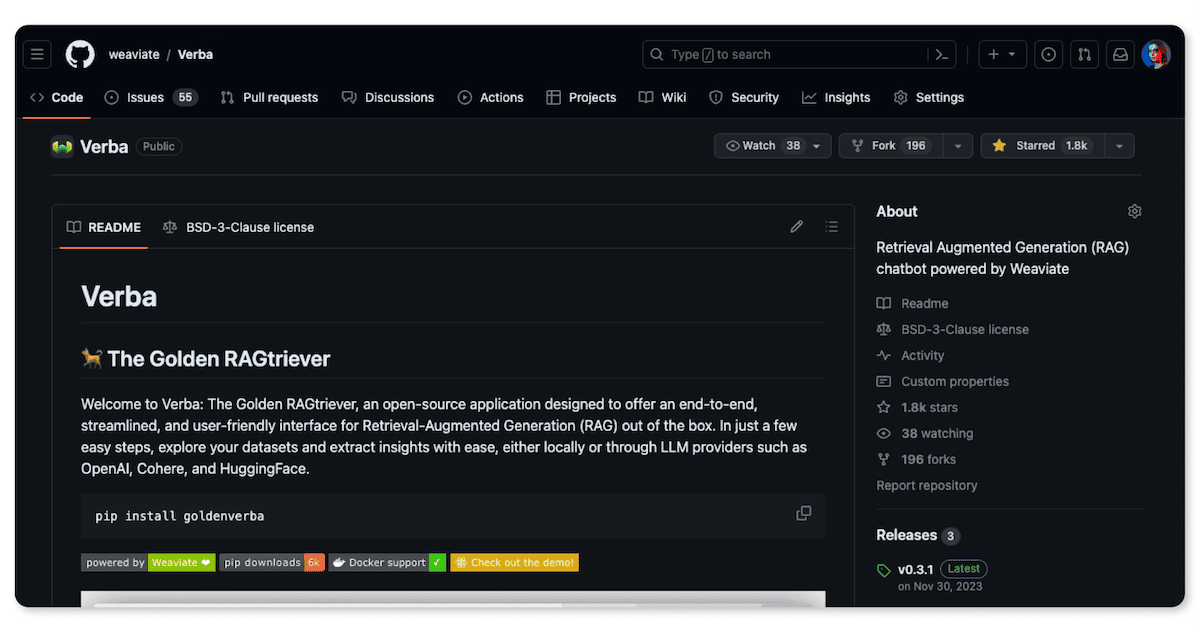 weaviate / Verba
Type / to search
Code
Issues 55
Pull requests
Discussions
Actions
Projects
Wiki
Security
Insights
Settings
Verba Public
Watch 38
Fork 196
Starred 1.8k
README
BSD-3-Clause license
Verba
The Golden RAGtriever
Welcome to Verba: The Golden RAGtriever, an open-source application designed to offer an end-to-end,
streamlined, and user-friendly interface for Retrieval-Augmented Generation (RAG) out of the box. In just a few
easy steps, explore your datasets and extract insights with ease, either locally or through LLM providers such as
OpenAI, Cohere, and HuggingFace.
pip install goldenverba
powered by Weaviate ❤
pip downloads 6k
Docker support ✓
Check out the demo!
About
Retrieval Augmented Generation (RAG)
chatbot powered by Weaviate
Readme
BSD-3-Clause license
Activity
Custom properties
1.8k stars
38 watching
196 forks
Report repository
Releases 3
v0.3.1 Latest
on Nov 30, 2023